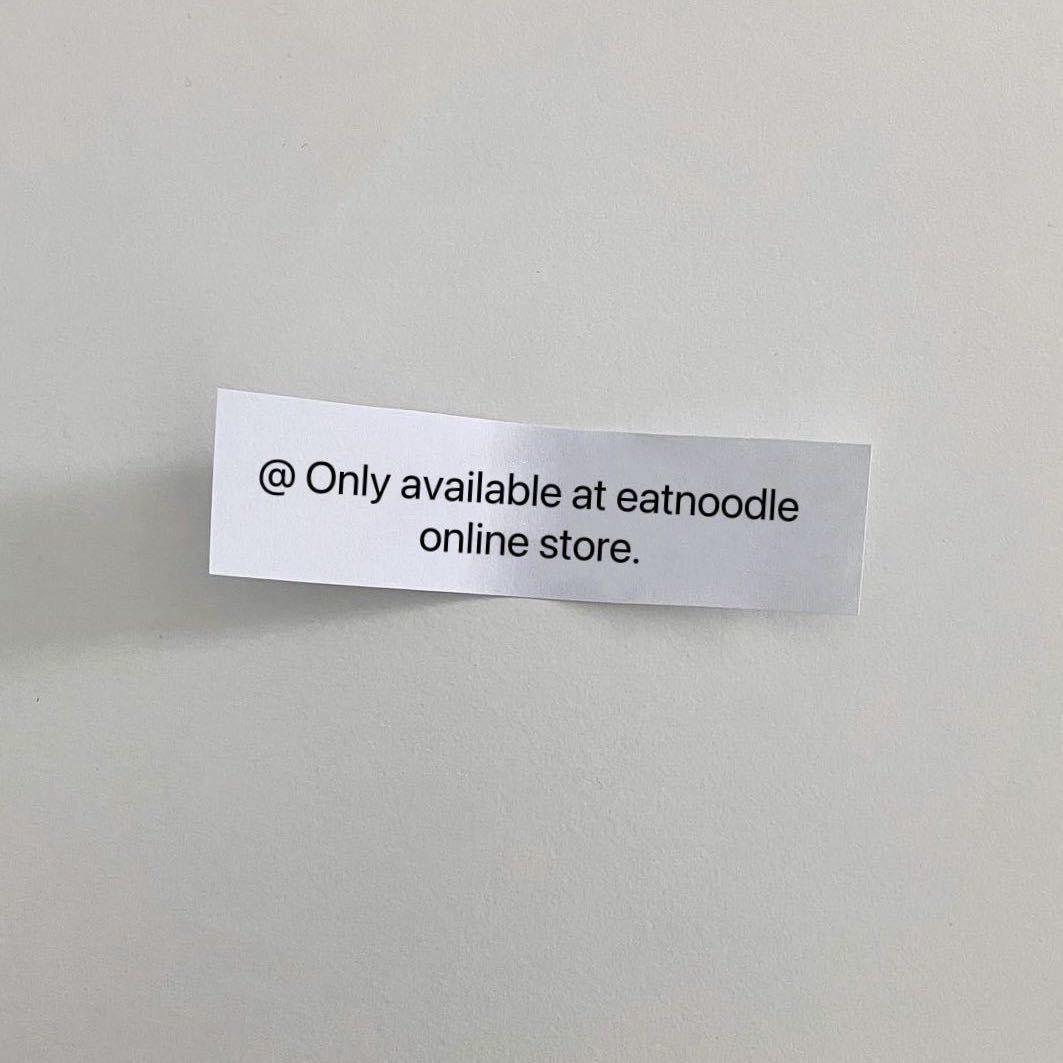 @ Only available at eatnoodle
online store.